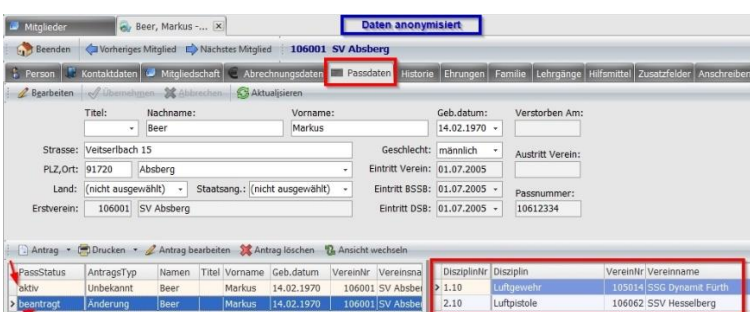 Mitglieder Beer, Markus -... Daten anonymisiert
Beenden Vorheriges Mitglied Nächstes Mitglied 106001 SV Absberg
Person Kontaktdaten Mitgliedschaft Abrechnungsdaten Passdaten Historie Ehrungen Familie Lehrgänge Hilfsmittel Zusatzfelder Anschreiben
Bearbeiten Übernehmen Abbrechen Aktualisieren
Titel: Nachname: Vorname: Geb.datum: Verstorben Am:
Beer Markus 14.02.1970
Strasse: Veitserlbach 15 Geschlecht: männlich Austritt Verein:
PLZ,Ort: 91720 Absberg Eintritt Verein: 01.07.2005
Land: (nicht ausgewählt) Staatsang.: (nicht ausgewählt) Eintritt BSSB: 01.07.2005 Passnummer:
Erstverein: 106001 SV Absberg Eintritt DSB: 01.07.2005 10612334
Antrag Drucken Antrag bearbeiten Antrag löschen Ansicht wechseln
PassStatus AntragsTyp Namen Titel Vorname Geb.datum VereinNr Vereinsna DisziplinNr Disziplin VereinNr Vereinname
aktiv Unbekannt Beer Markus 14.02.1970 106001 SV Absbe 1.10 Luftgewehr 105014 SSG Dynamit Fürth
beantragt Änderung Beer Markus 14.02.1970 106001 SV Absbe 2.10 Luftpistole 106062 SSV Hesselberg